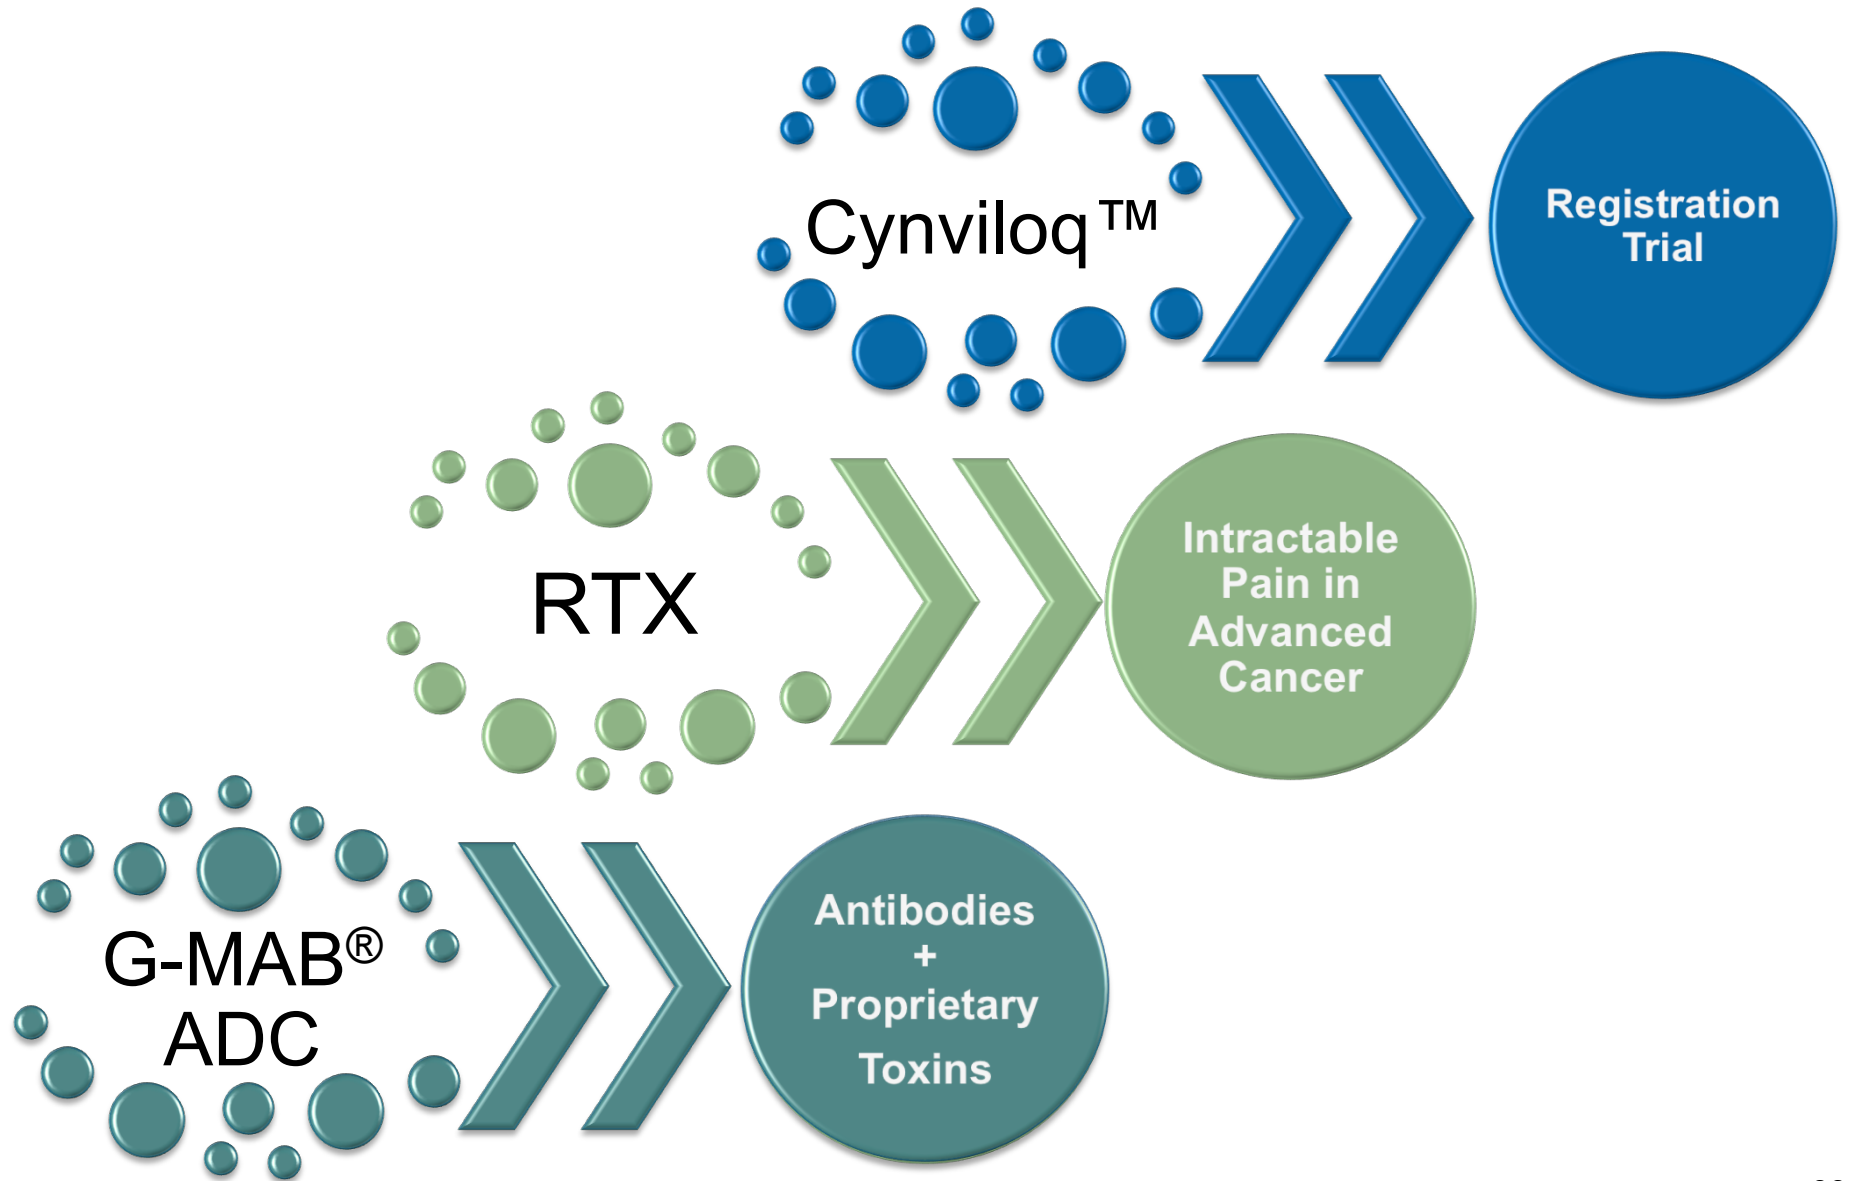 Cynviloq™
Registration
Trial
RTX
Intractable
Pain in
Advanced
Cancer
G-MAB®
ADC
Antibodies
+
Proprietary
Toxins